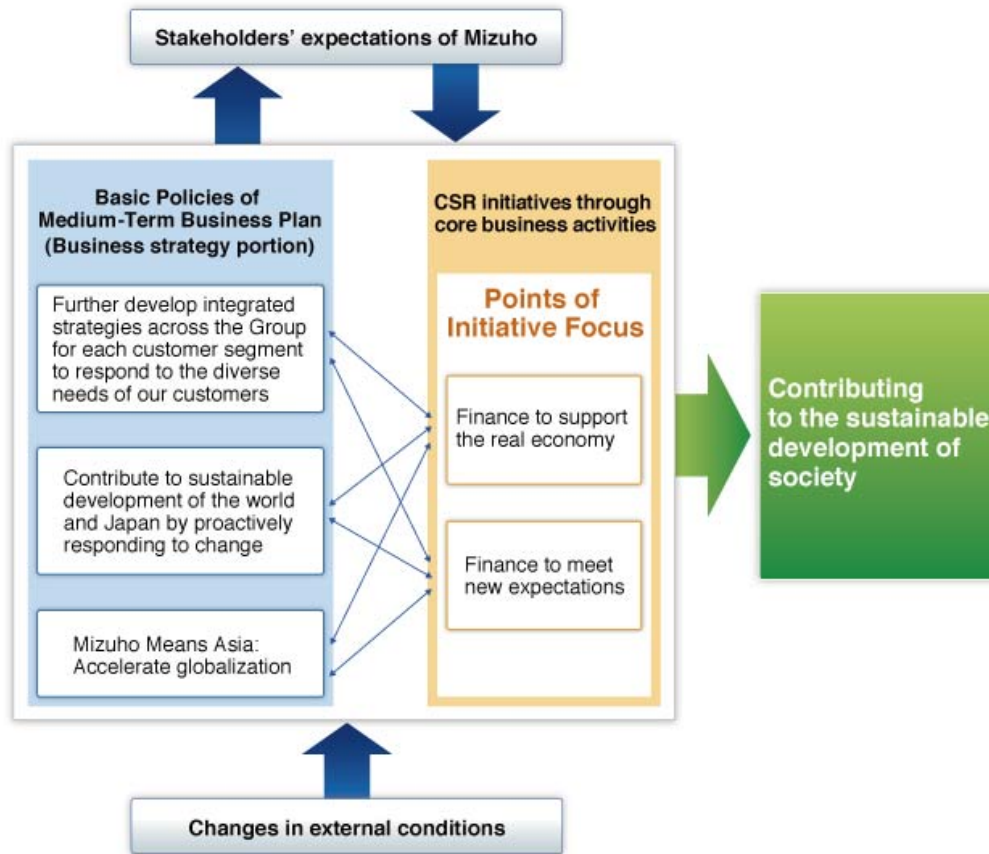 Stakeholders' expectations of Mizuho
Basic Policies of
Medium-Term Business Plan
(Business strategy portion)
Further develop integrated
strategies across the Group
for each customer segment
to respond to the diverse
needs of our customers
Contribute to sustainable
development of the world
and Japan by proactively
responding to change
Mizuho Means Asia:
Accelerate globalization
CSR initiatives through
core business activities
Points of
Initiative Focus
Finance to support
the real economy
Finance to meet
new expectations
Contributing
to the sustainable
development of
society
Changes in external conditions